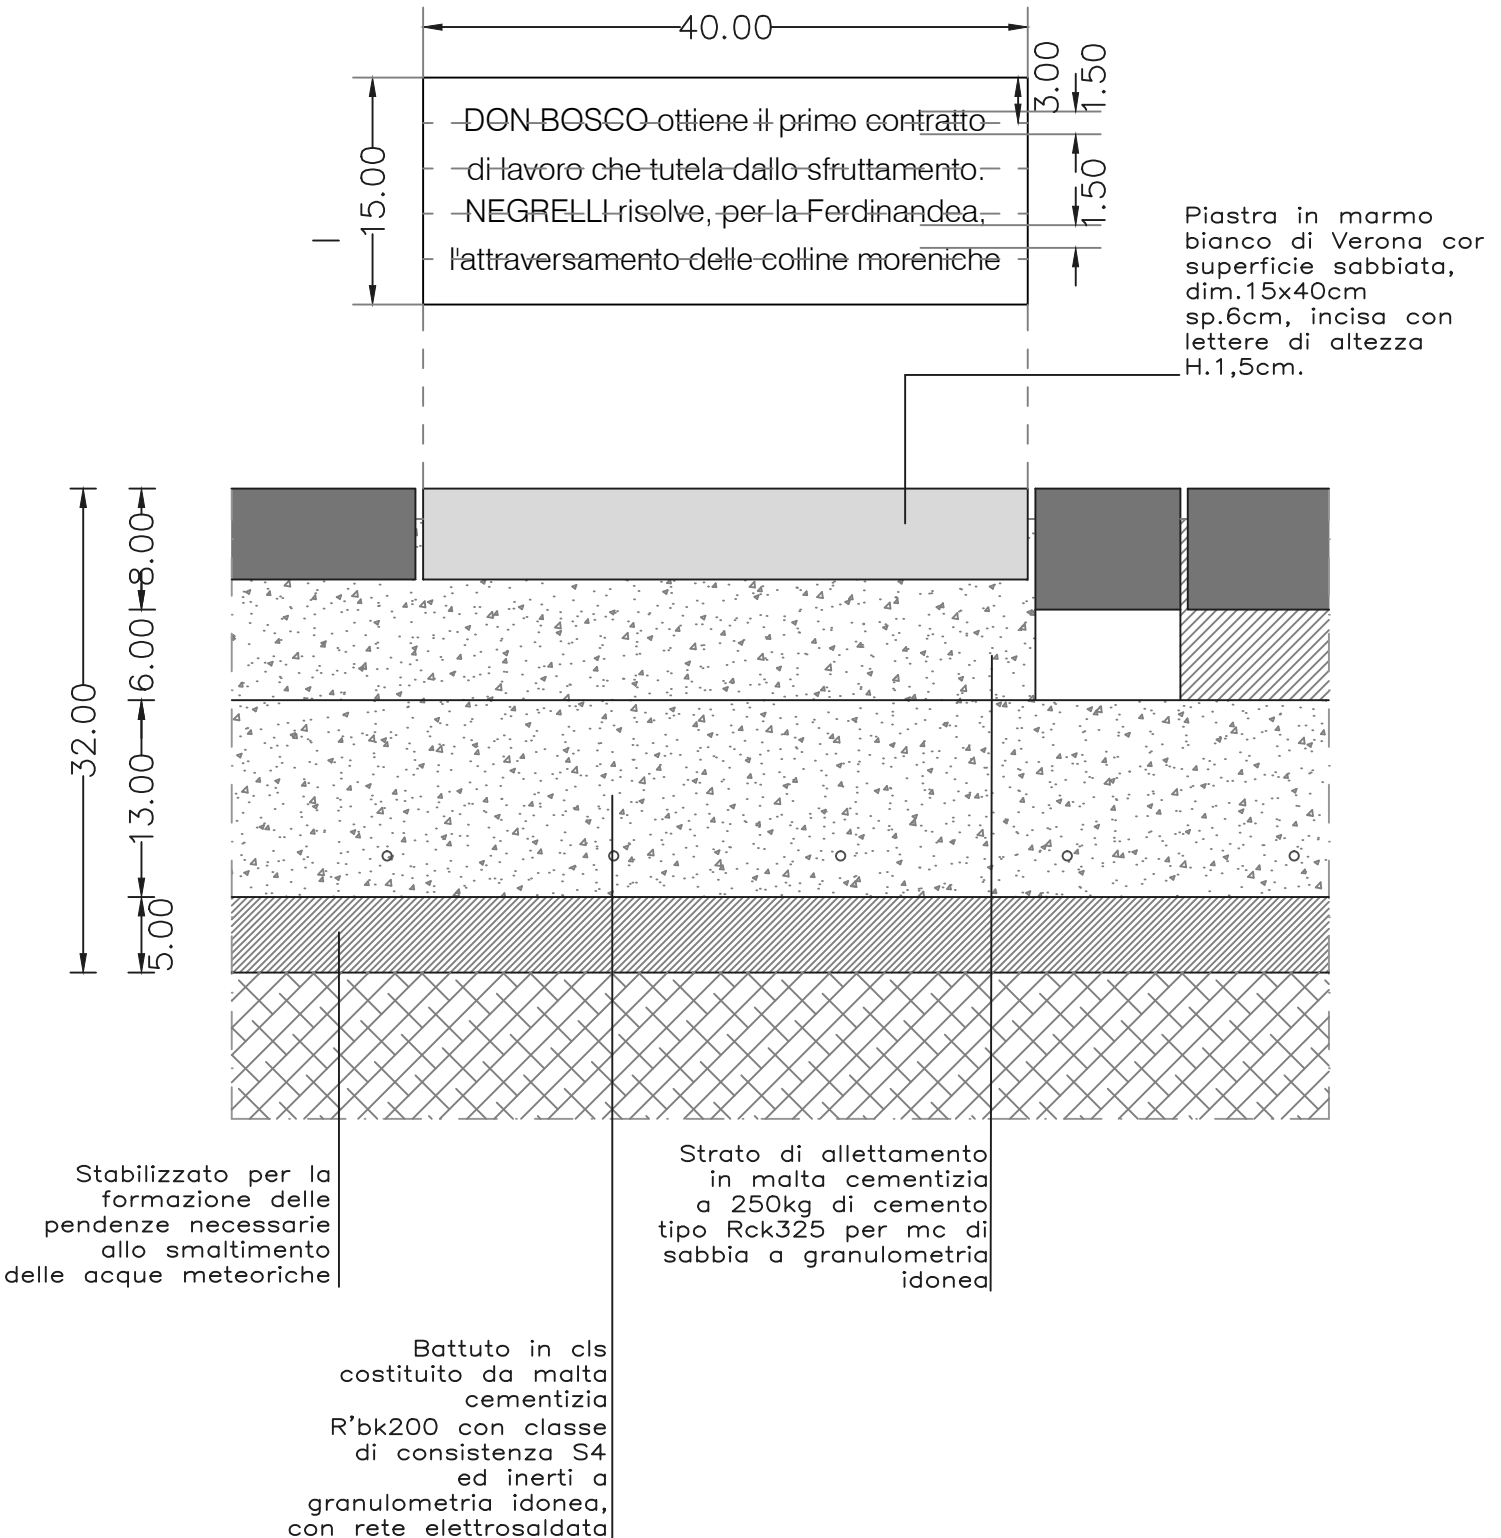 40.00
3.00
1.50
15.00
DON BOSCO ottiene il primo contratto
di lavoro che tutela dallo sfruttamento.
NEGRELLI risolve, per la Ferdinandea,
l'attraversamento delle colline moreniche
1.50
Piastra in marmo
bianco di Verona cor
superficie sabbiata,
dim.15x40cm
sp.6cm, incisa con
lettere di altezza
H.1,5cm.
8.00
6.00
32.00
13.00
5.00
Stabilizzato per la
formazione delle
pendenze necessarie
allo smaltimento
delle acque meteoriche
Strato di allettamento
in malta cementizia
a 250kg di cemento
tipo Rck325 per mc di
sabbia a granulometria
idonea
Battuto in cls
costituito da malta
cementizia
R'bk200 con classe
di consistenza S4
ed inerti a
granulometria idonea,
con rete elettrosaldata